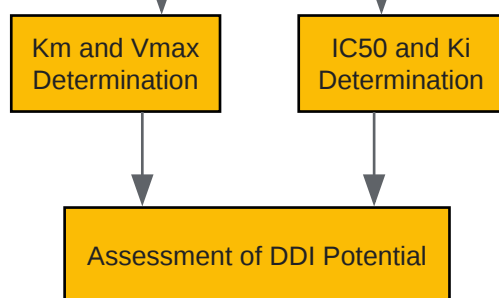 Km and Vmax
Determination
IC50 and Ki
Determination
Assessment of DDI Potential